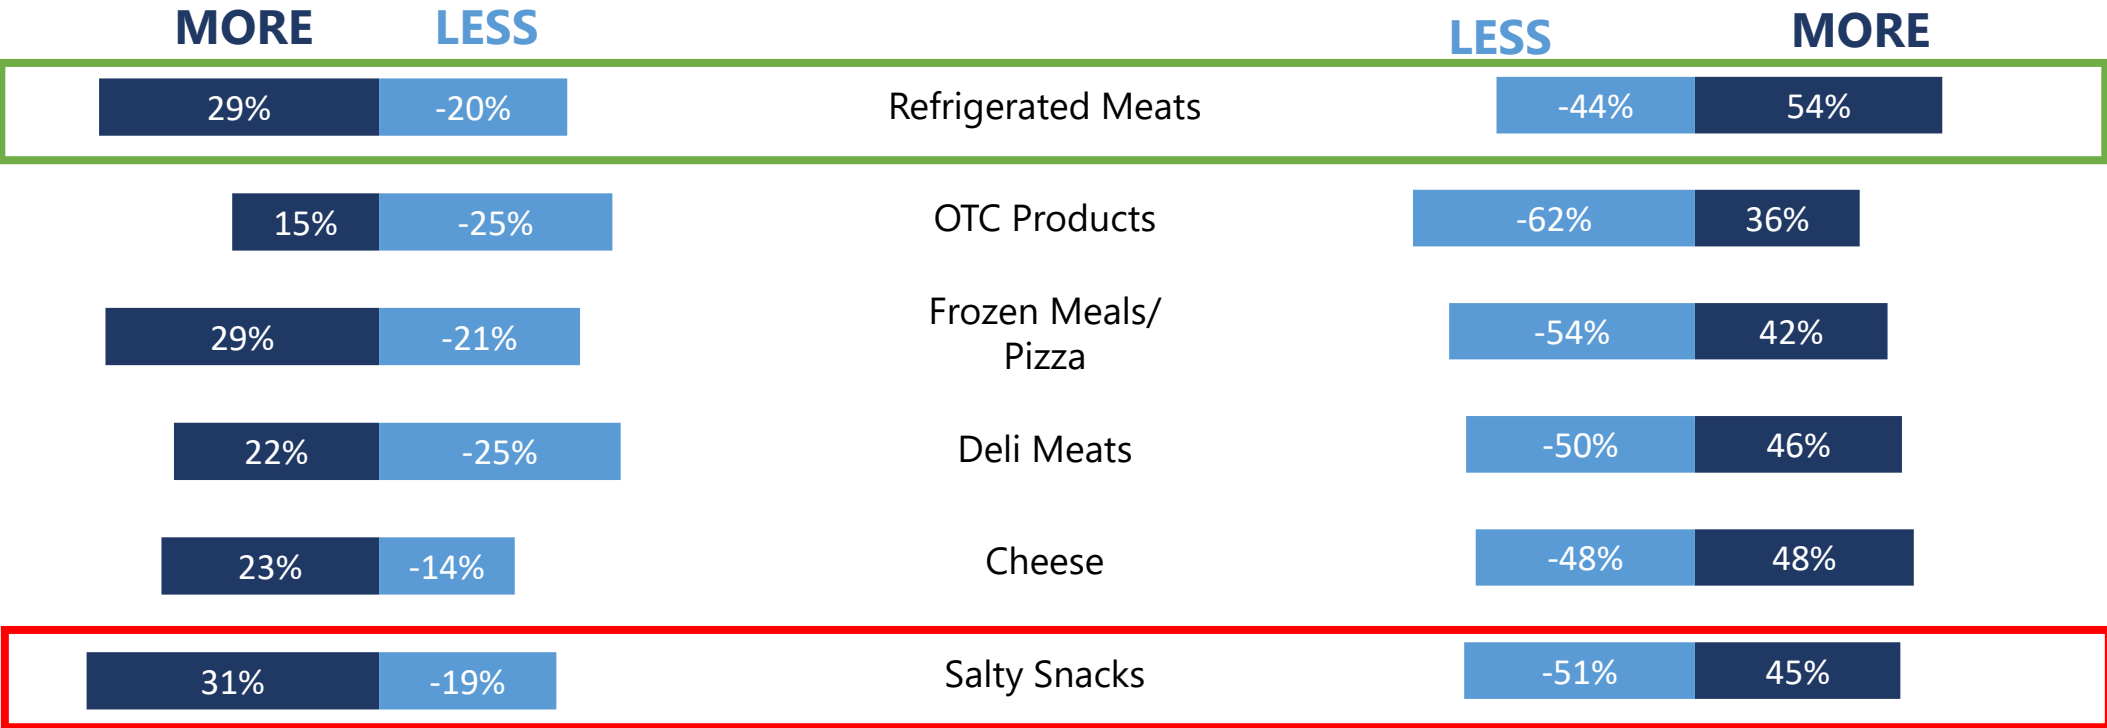 MORE LESS LESS MORE
29% -20% Refrigerated Meats -44% 54%
15% -25% OTC Products -62% 36%
Frozen Meals/
29% -21% Pizza -54% 42%
22% -25% Deli Meats -50% 46%
23% -14% Cheese -48% 48%
31% -19% Salty Snacks -51% 45%